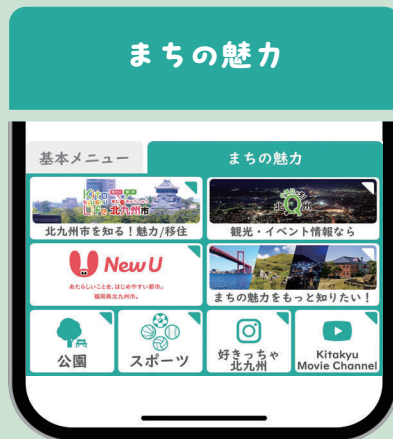 まちの魅力
基本メニュー
まちの魅力
Kita
Life 北九州市
北九州市を知る！魅力/移住
観光・イベント情報なら
New U
あたらしいことを、はじめやすい都市。
福岡県北九州市。
まちの魅力をもっと知りたい！
公園
スポーツ
好きっちゃ
北九州
Kitakyu
Movie Channel